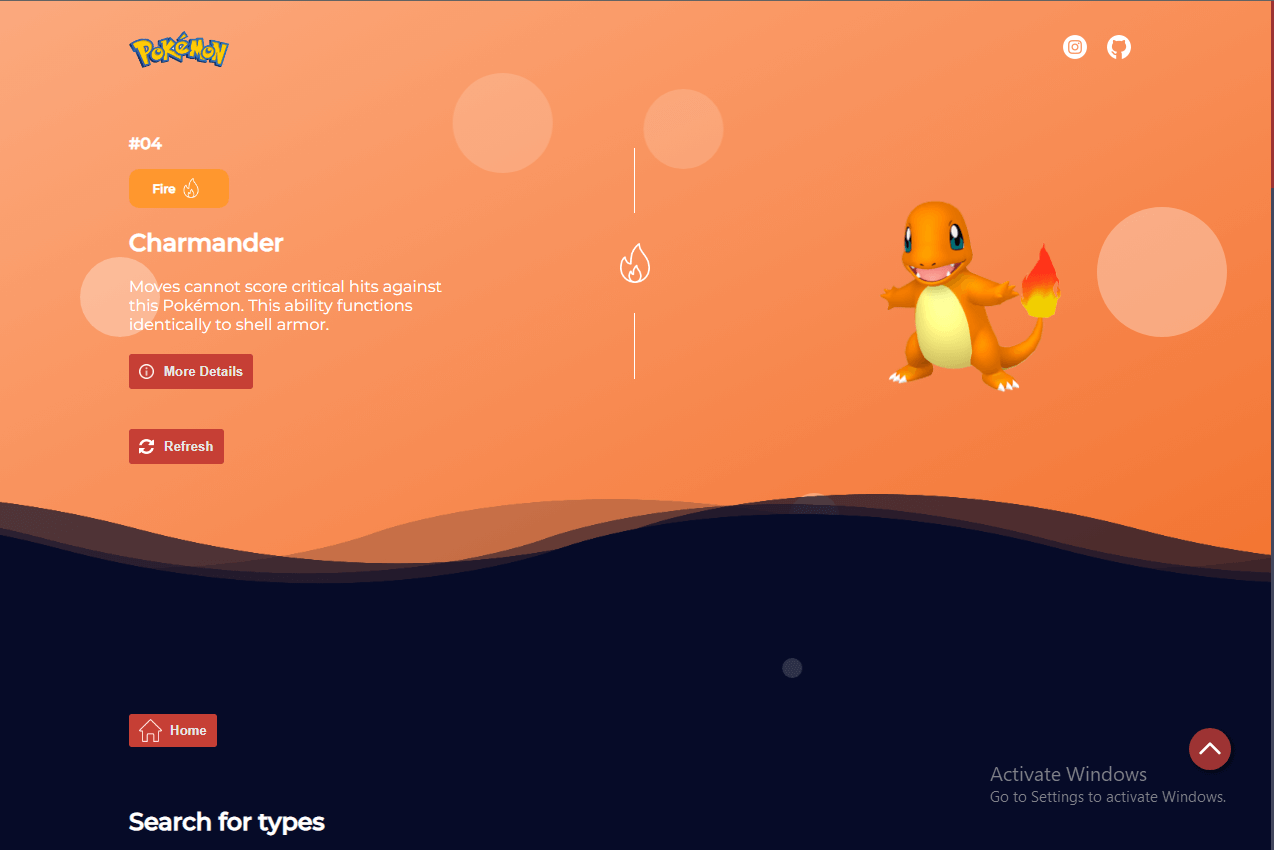 Pokémon
#04
Fire
Charmander
Moves cannot score critical hits against
this Pokémon. This ability functions
identically to shell armor.
More Details
Refresh
Home
Activate Windows
Go to Settings to activate Windows.
Search for types